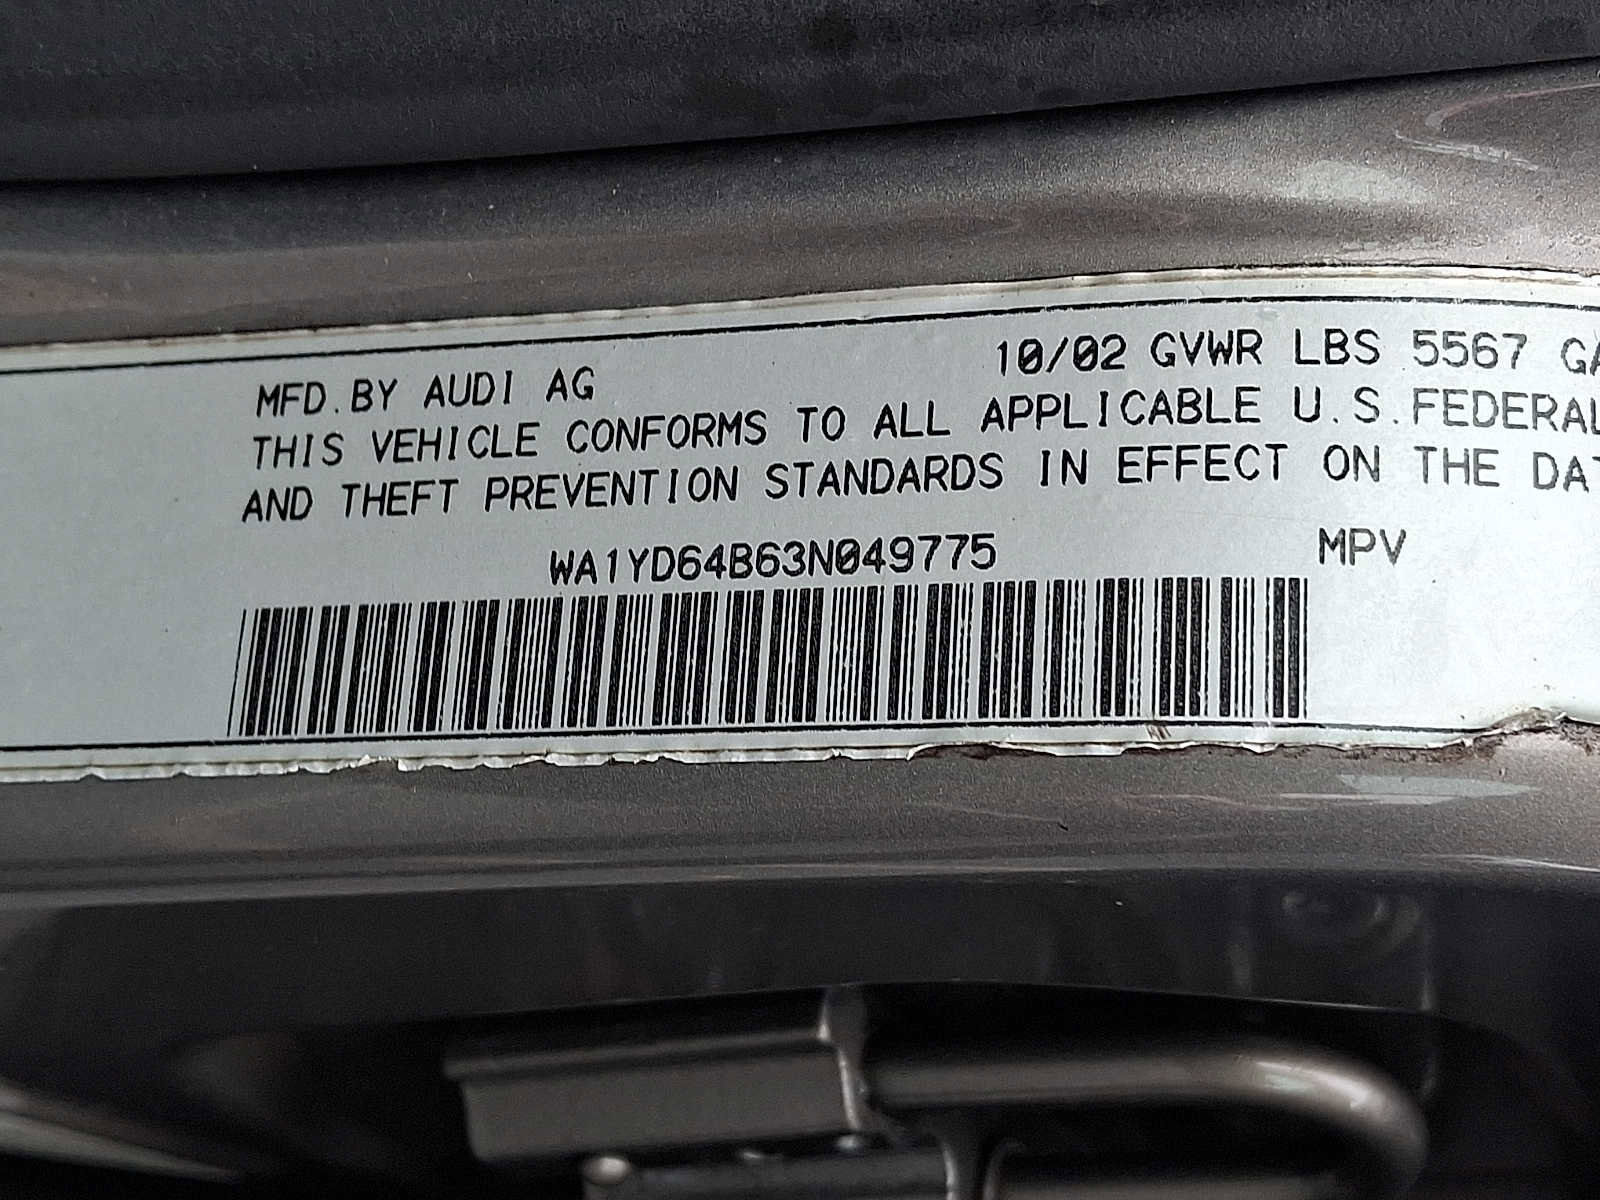 MFD.BY AUDI AG 10/02 GVWR LBS 5567
THIS VEHICLE CONFORMS TO ALL APPLICABLE U.S.FEDERAL
AND THEFT PREVENTION STANDARDS IN EFFECT ON THE
WA1YD64B63N049775 MPV